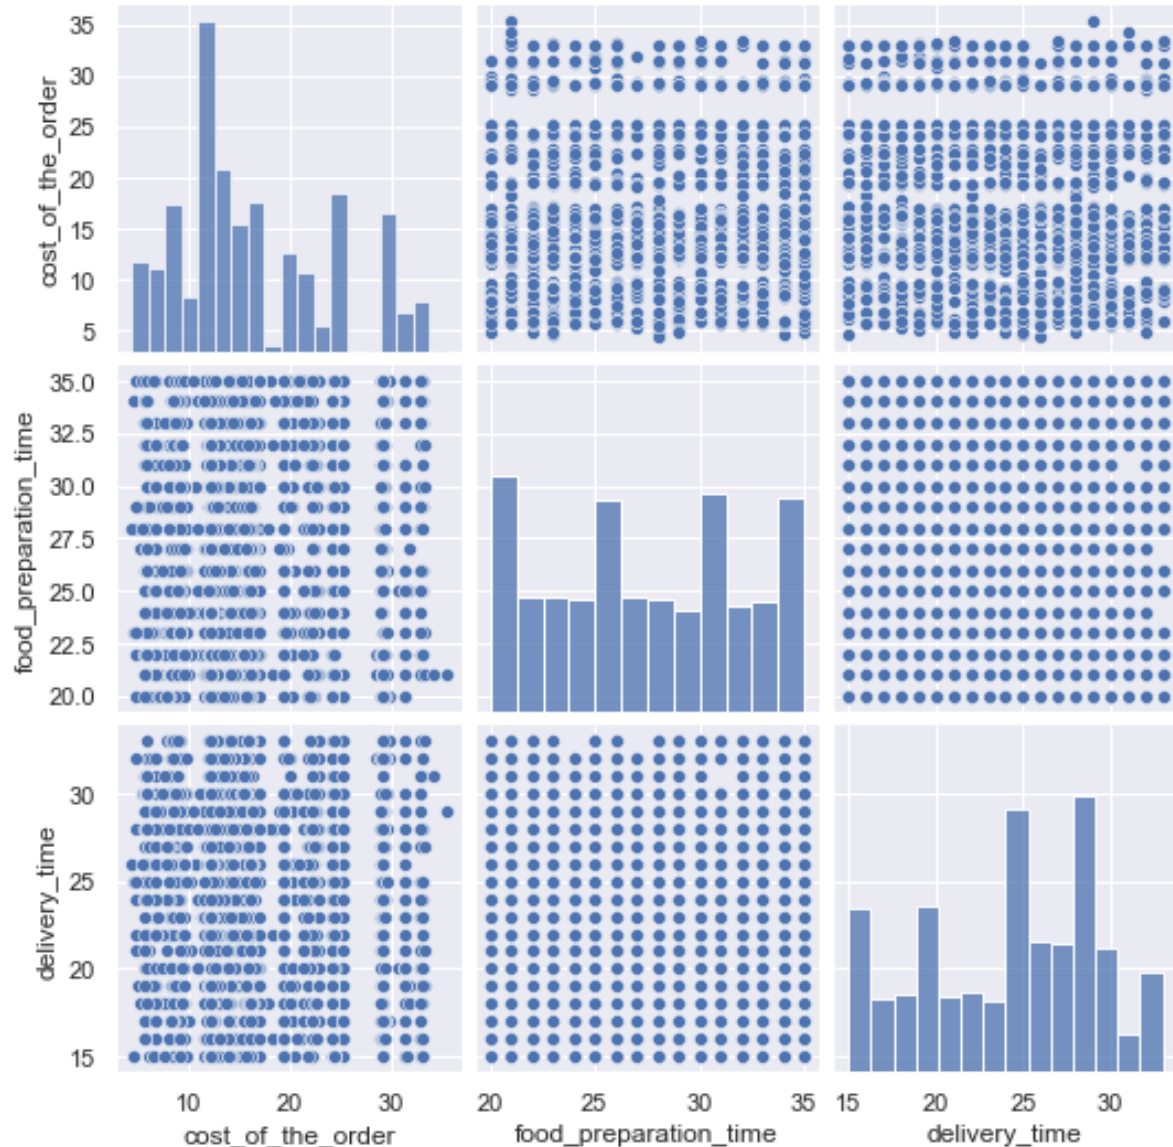 35
30
25
20
15
10
5
cost_of_the_order
35.0
32.5
30.0
27.5
25.0
22.5
20.0
food_preparation_time
30
25
20
15
delivery_time
10 20 30
20 25 30 35
15 20 25 30
cost_of_the_order
food_preparation_time
delivery_time